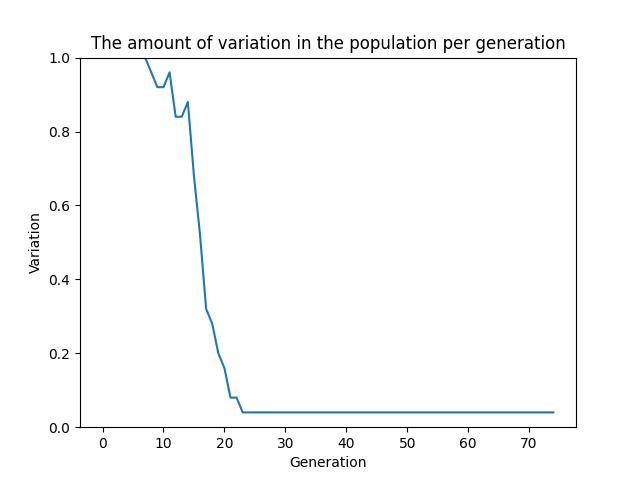 The amount of variation in the population per generation
1.0
0.8
0.6
0.4
0.2
0.0
Variation
0 10 20 30 40 50 60 70
Generation